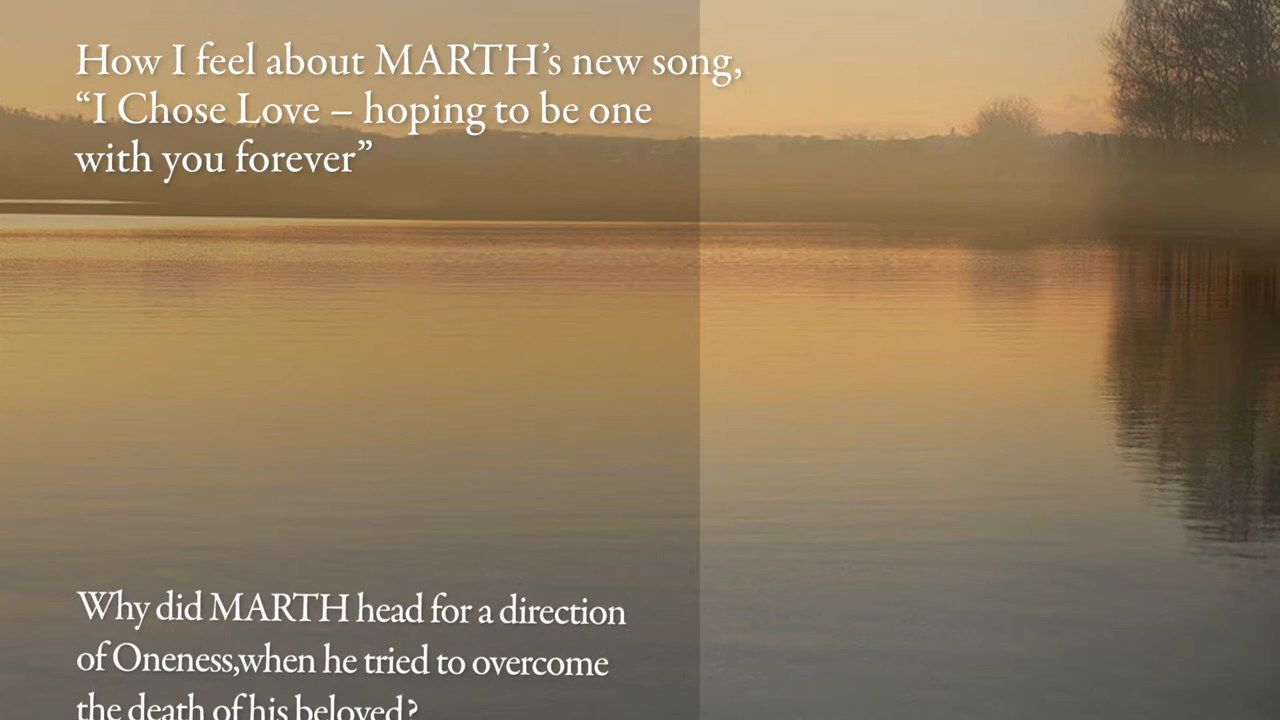 How I feel about MARTH’s new song,
“I Chose Love – hoping to be one
with you forever”
Why did MARTH head for a direction
of Oneness,when he tried to overcome
the death of his beloved?